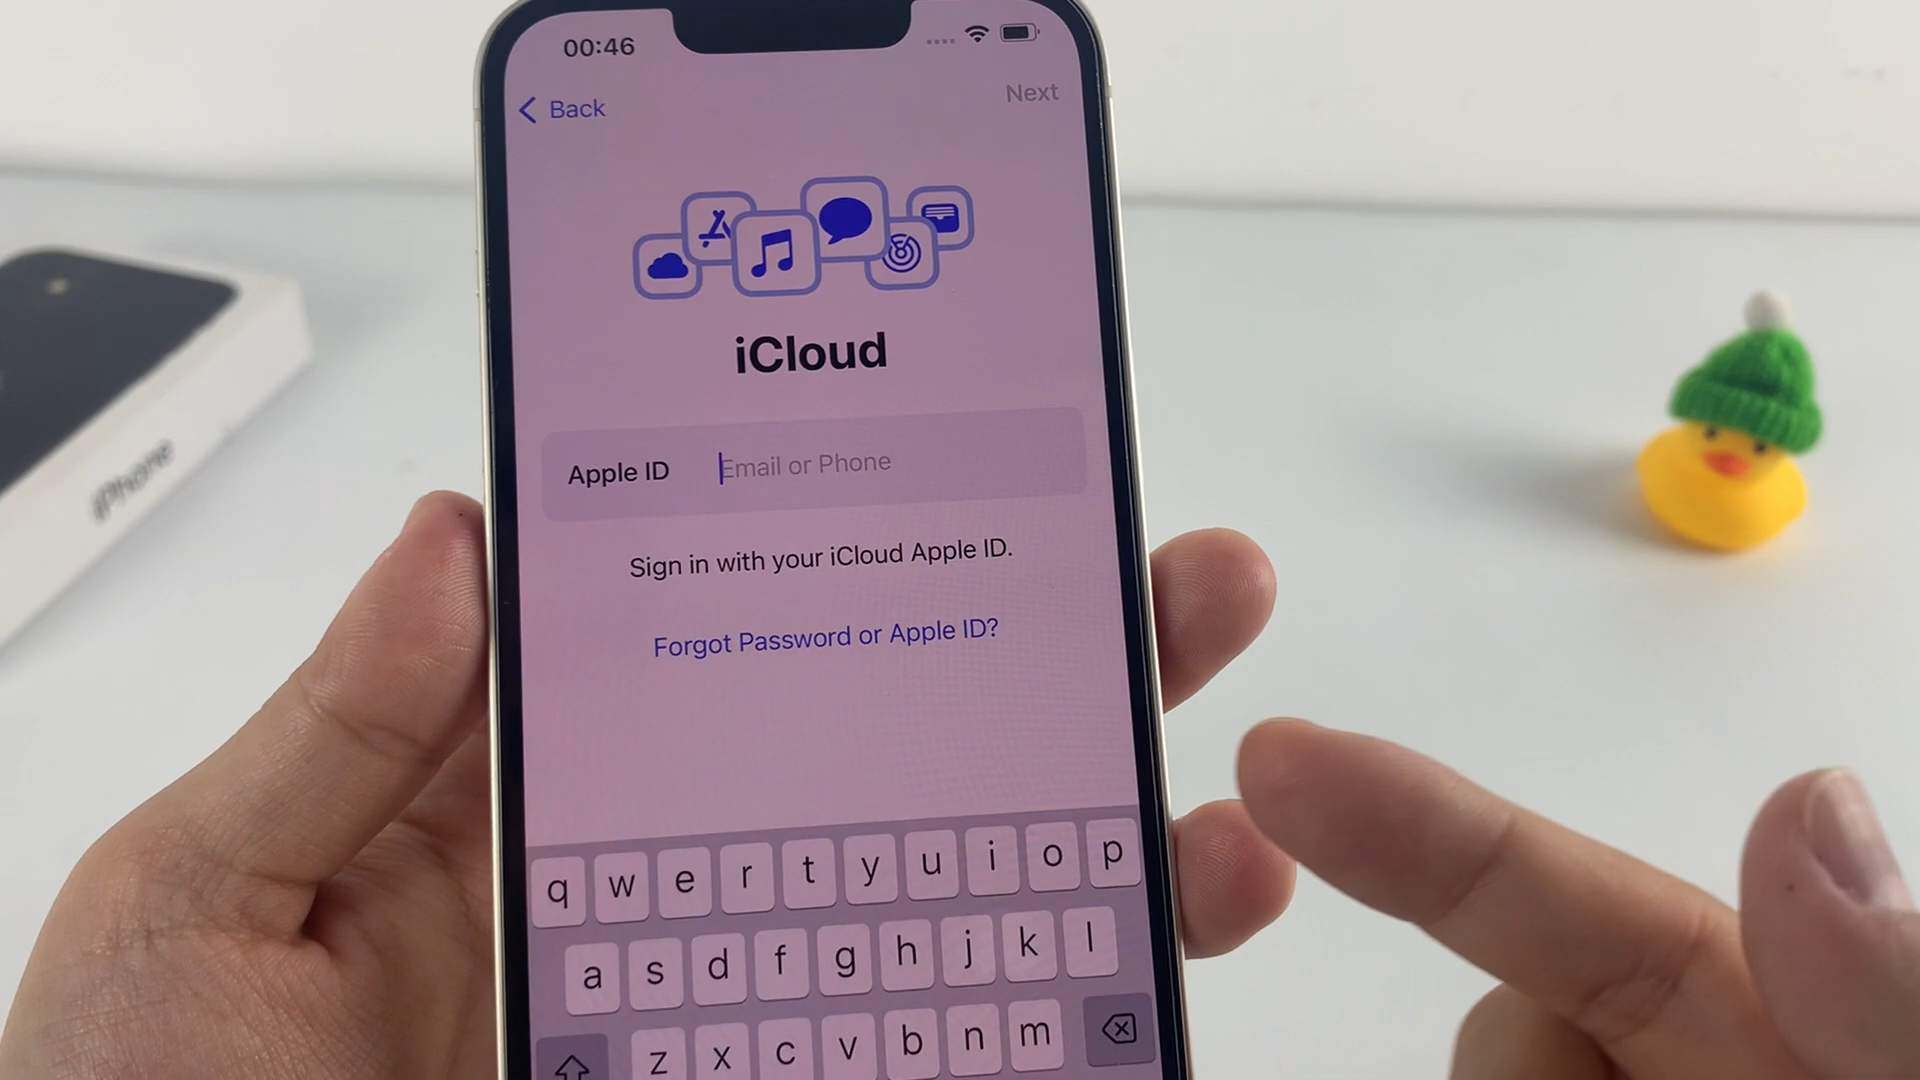 00:46
Back
Next
iCloud
Apple ID
Email or Phone
Sign in with your iCloud Apple ID.
Forgot Password or Apple ID?
q w e r t y u i o p
a s d f g h j k l
z x c v b n m
iPhone